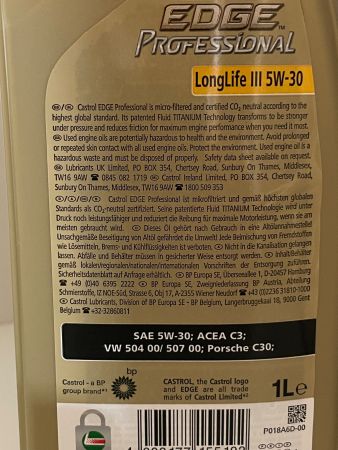 EDGE
PROFESSIONAL™
LongLife III 5W-30
Castrol EDGE Professional is micro-filtered and certified CO₂ neutral according to the
highest global standard. Its patented Fluid TITANIUM Technology transforms to be stronger
under pressure and reduces friction for maximum engine performance when you need it most.
Used engine oils are potentially hazardous to health and the environment. Avoid prolonged
or repeated skin contact with all used engine oils. Protect the environment. Used engine oil is a
hazardous waste and must be disposed of properly. Safety data sheet available on request.
Lubricants UK Limited, PO BOX 354, Chertsey Road, Sunbury On Thames, Middlesex,
TW16 9AW ☎ 0845 082 1719 Castrol Ireland Limited, PO BOX 354, Chertsey Road,
Sunbury On Thames, Middlesex, TW16 9AW ☎ 1800 509 353
Castrol EDGE Professional ist mikrofiltriert und gemäß höchsten globalen
Standards als co₂-neutral zertifiziert. Seine patentierte Fluid TITANIUM Technologie wird unter
Druck noch leistungsfähiger und reduziert die Reibung für maximale Motorleistung, wenn sie am
meisten gebraucht wird. Dieses Öl gehört nach Gebrauch in eine Altölannahmestelle!
Unsachgemäße Beseitigung von Altöl gefährdet die Umwelt! Jede Beimischung von Fremdstoffen
wie Lösemitteln, Brems- und Kühlflüssigkeiten ist verboten. Nicht in die Kanalisation gelangen
lassen. Abfälle und Behälter müssen in gesicherter Weise entsorgt werden. Inhalt/Behälter
gemäß lokalen/regionalen/nationalen/internationalen Vorschriften der Entsorgung zuführen.
Sicherheitsdatenblatt auf Anfrage erhältlich. BP Europa SE, Überseeallee 1, D-20457 Hamburg
☎ +49 (0)40 6395 2222 BP Europa SE, Zweigniederlassung BP Austria, Abteilung
Schmierstoffe, IZ NOE-Süd, Strasse 6, Obj 17, A-2355 Wiener Neudorf ☎ +43 (0)2236 31810-1000
Castrol Lubricants, Division of BP Europa SE - BP Belgium, Langerbruggekaai 18, 9000 Gent
Belgium ☎ +32-32860811
SAE 5W-30; ACEA C3;
VW 504 00/ 507 00; Porsche C30;
Castrol - a BP
group brand*¹
bp
CASTROL, the Castrol logo
and EDGE are all trade
marks of Castrol Limited*²
1L e
P018A6D-00